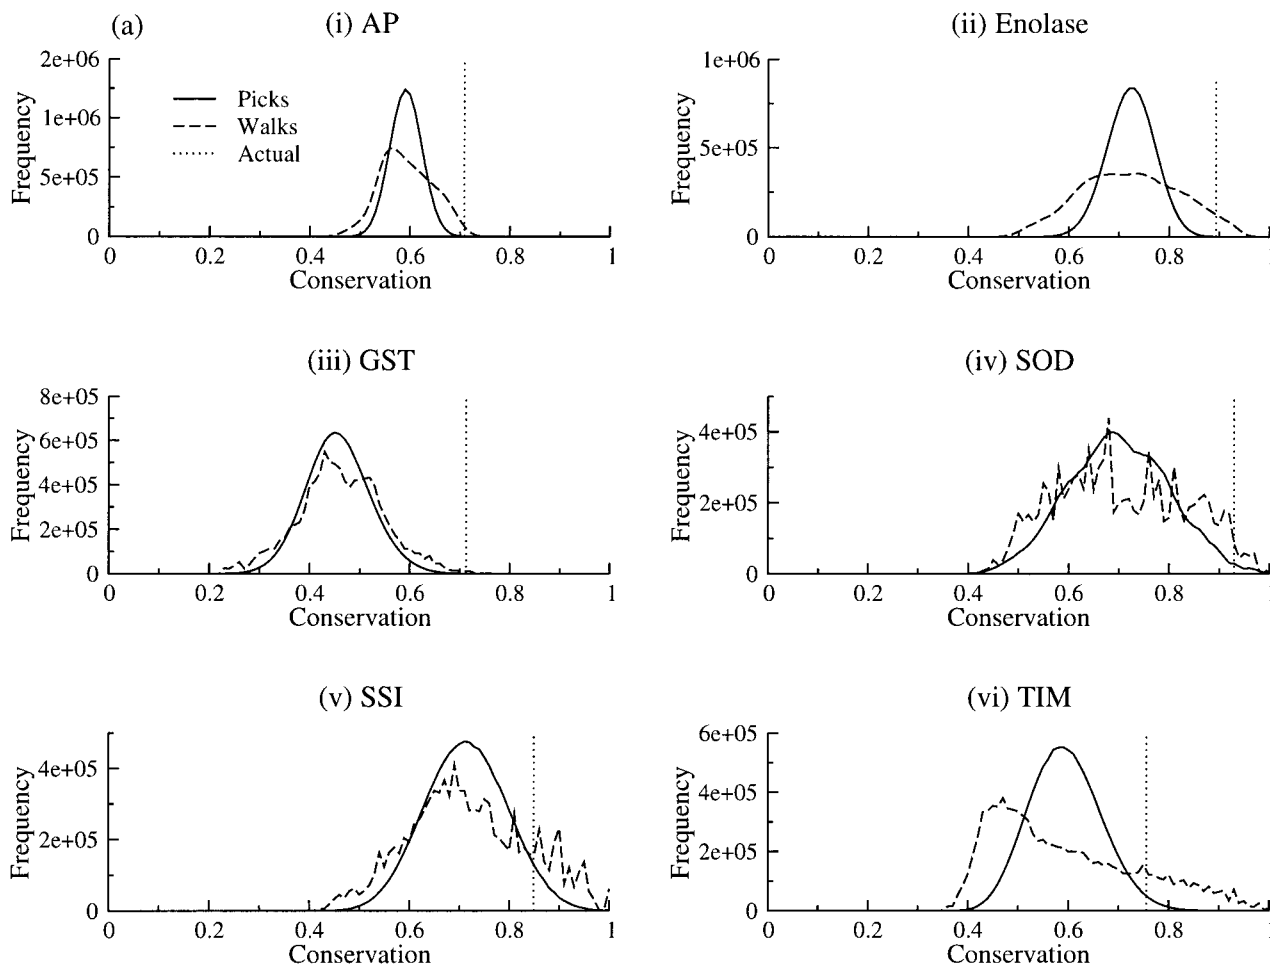 (a)
(i) AP
Frequency
2e+06
1e+06
5e+05
0
Picks
Walks
Actual
0 0.2 0.4 0.6 0.8 1
Conservation
(ii) Enolase
Frequency
1e+06
5e+05
0
0 0.2 0.4 0.6 0.8 1
Conservation
(iii) GST
Frequency
8e+05
6e+05
4e+05
2e+05
0
0 0.2 0.4 0.6 0.8 1
Conservation
(iv) SOD
Frequency
4e+05
2e+05
0
0 0.2 0.4 0.6 0.8 1
Conservation
(v) SSI
Frequency
4e+05
2e+05
0
0 0.2 0.4 0.6 0.8 1
Conservation
(vi) TIM
Frequency
6e+05
4e+05
2e+05
0
0 0.2 0.4 0.6 0.8 1
Conservation